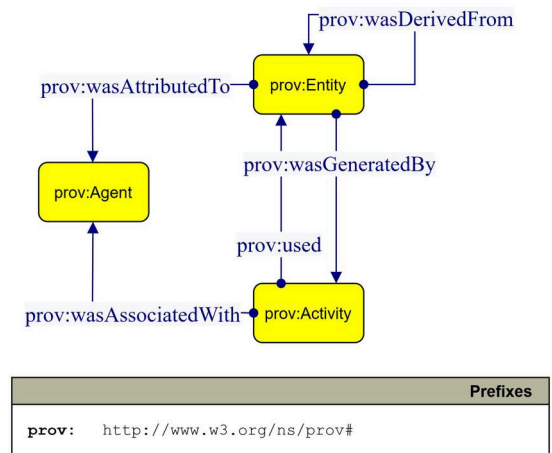 prov:wasDerivedFrom
prov:wasAttributedTo
prov:Entity
prov:wasGeneratedBy
prov:Agent
prov:used
prov:wasAssociatedWith
prov:Activity
Prefixes
prov: http://www.w3.org/ns/prov#